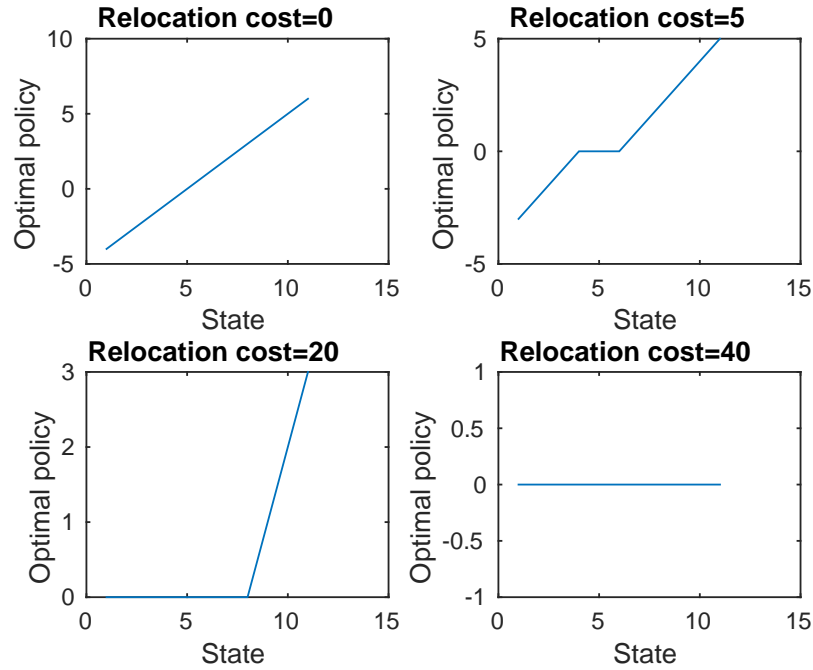 Relocation cost=0
Optimal policy
10
5
0
-5
0
5
10
15
State
Relocation cost=5
Optimal policy
5
0
-5
0
5
10
15
State
Relocation cost=20
Optimal policy
3
2
1
0
0
5
10
15
State
Relocation cost=40
Optimal policy
1
0.5
0
-0.5
-1
0
5
10
15
State